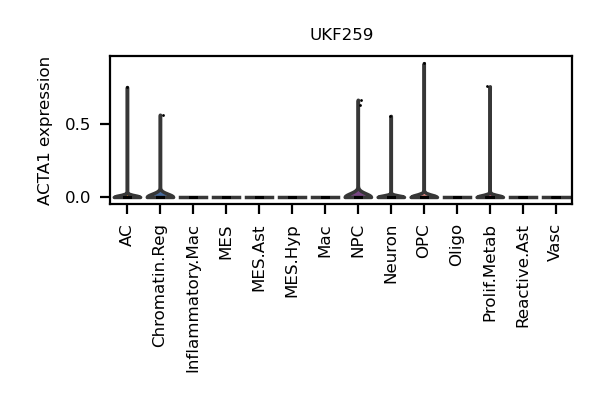 UKF259
ACTA1 expression
0.5
0.0
AC
Chromatin.Reg
Inflammatory.Mac
MES
MES.Ast
MES.Hyp
Mac
NPC
Neuron
OPC
Oligo
Prolif.Metab
Reactive.Ast
Vasc